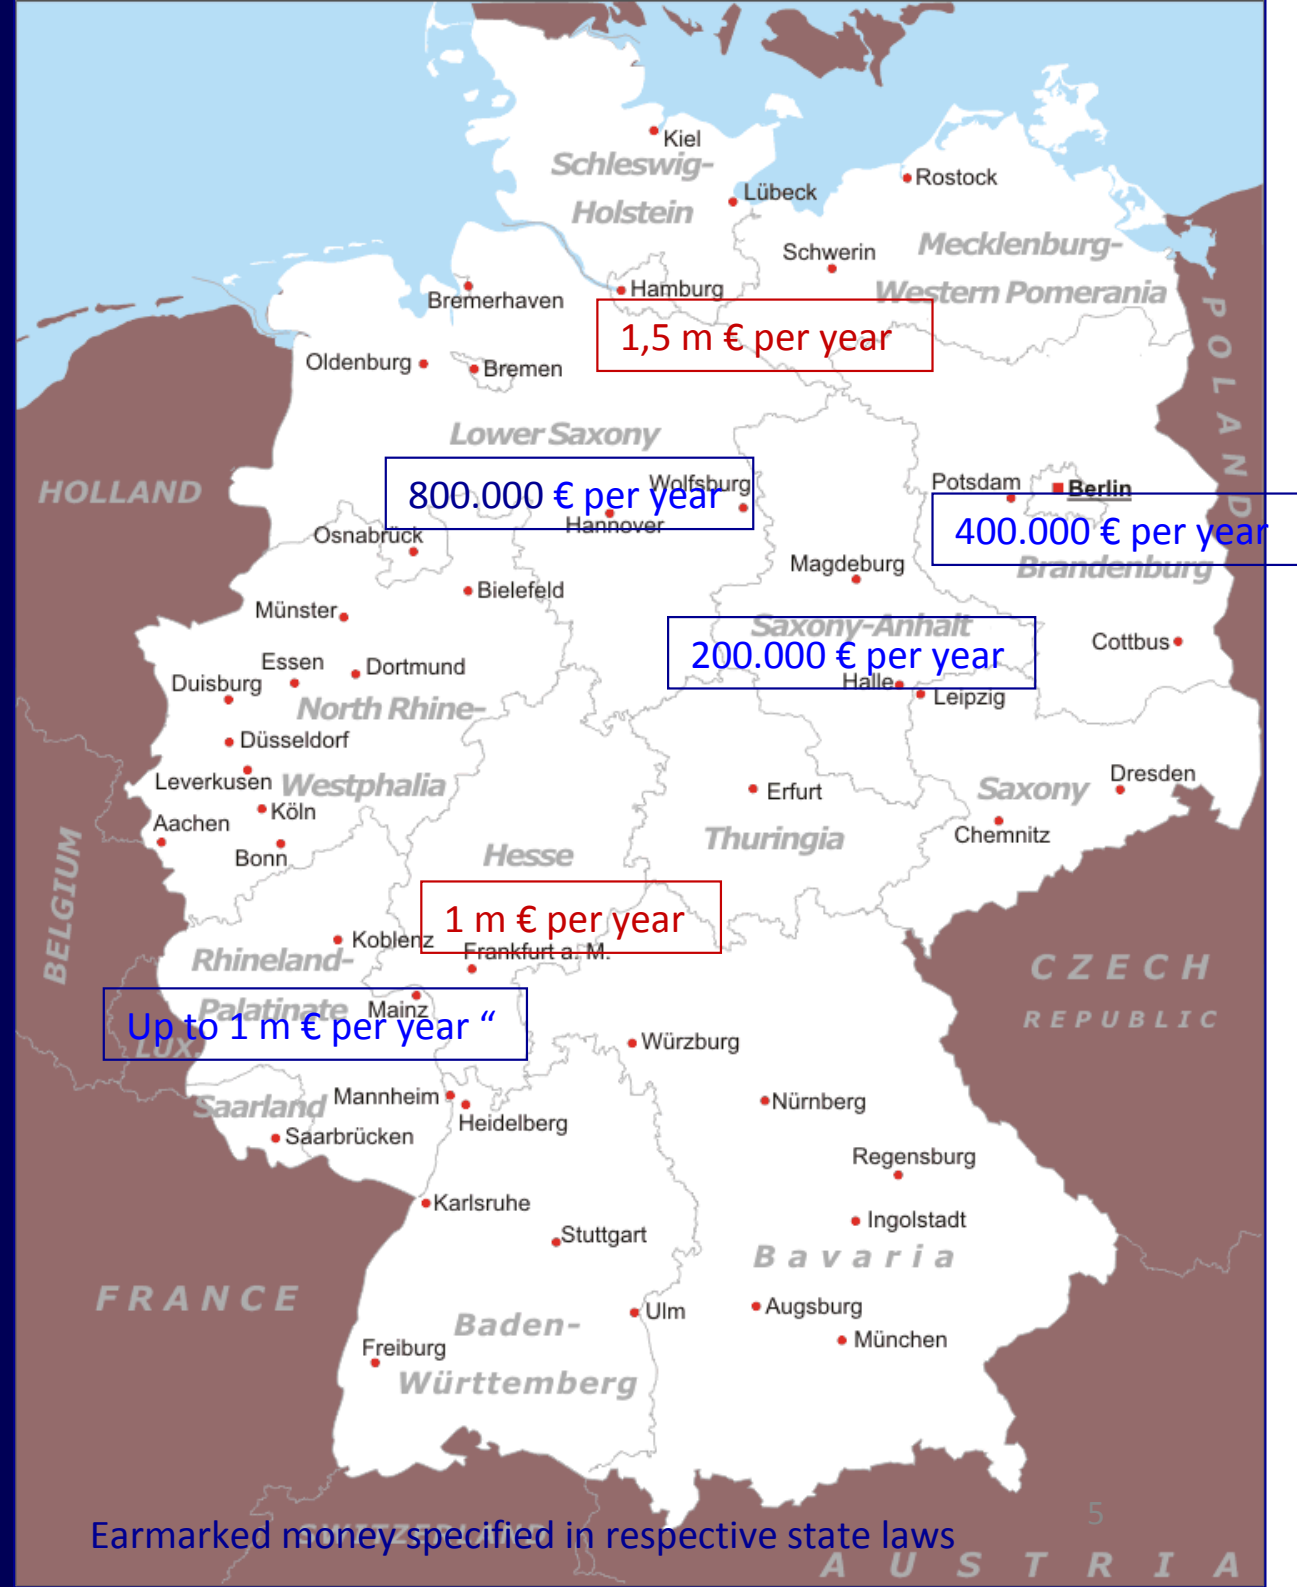 Kiel
Schleswig-
Holstein
Lübeck
Rostock
Schwerin
Mecklenburg-
Western Pomerania
Hamburg
Bremerhaven
1,5 m € per year
POLAND
Oldenburg
Bremen
Lower Saxony
HOLLAND
800.000 € per year
Wolfsburg
Hannover
Potsdam
Berlin
400.000 € per year
Brandenburg
Osnabrück
Magdeburg
Bielefeld
Münster
Saxony-Anhalt
200.000 € per year
Cottbus
Essen
Dortmund
Duisburg
Halle
Leipzig
North Rhine-
Westphalia
Düsseldorf
Leverkusen
Köln
Aachen
Bonn
Erfurt
Thuringia
Saxony
Dresden
Chemnitz
Hesse
BELGIUM
1 m € per year
Koblenz
Frankfurt a. M.
Rhineland-
Palatinate
Mainz
Up to 1 m € per year “
LUX.
CZECH
REPUBLIC
Würzburg
Saarland
Mannheim
Heidelberg
Nürnberg
Saarbrücken
Regensburg
Karlsruhe
Stuttgart
Ingolstadt
Bavaria
FRANCE
Ulm
Augsburg
München
Baden-
Württemberg
Freiburg
5
SWITZERLAND
Earmarked money specified in respective state laws
AUSTRIA